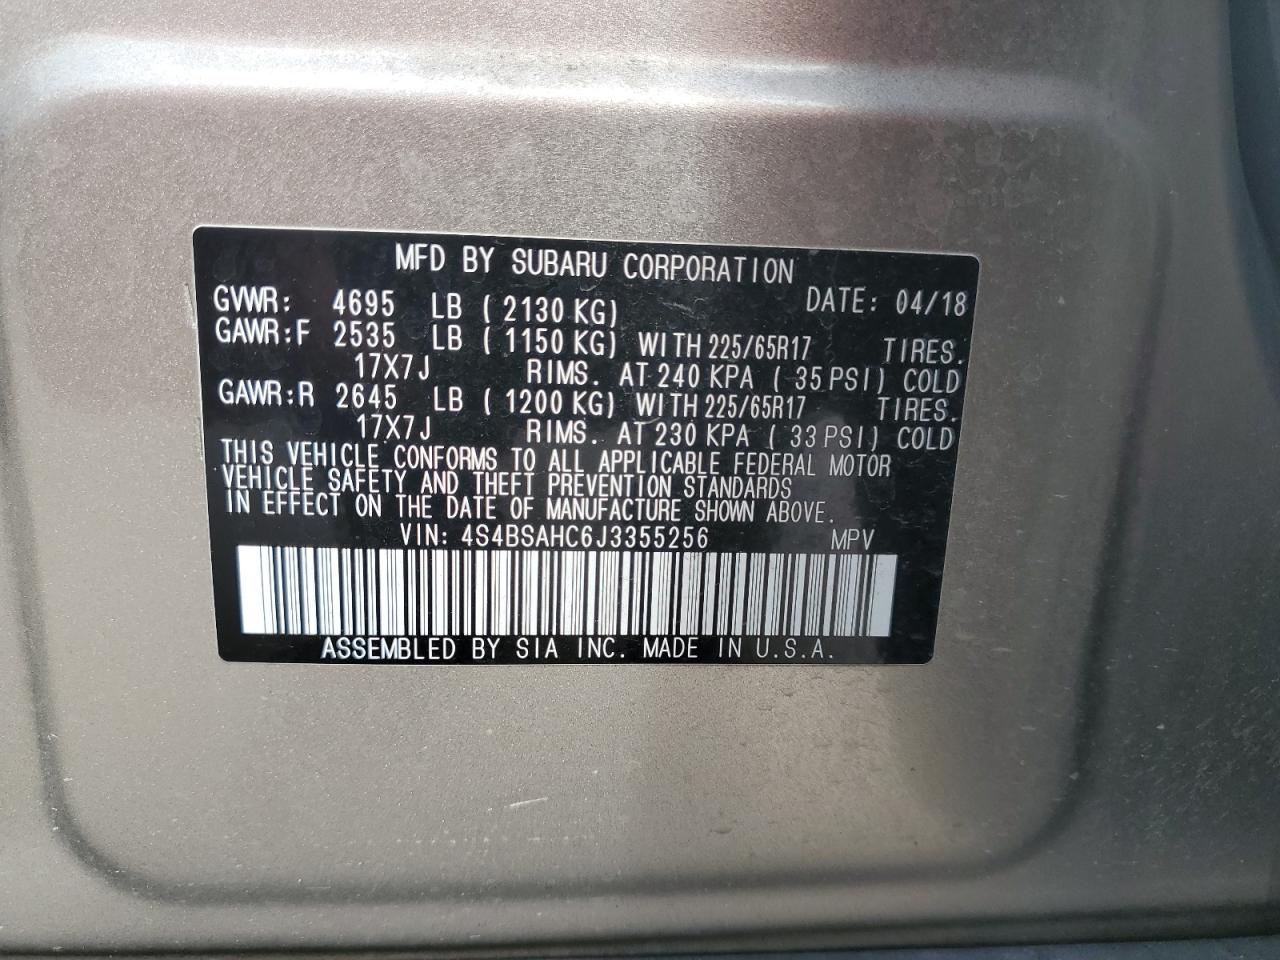 MFD BY SUBARU CORPORATION
GVWR: 4695 LB ( 2130 KG) DATE: 04/18
GAWR:F 2535 LB ( 1150 KG) WITH 225/65R17 TIRES.
17X7J RIMS. AT 240 KPA ( 35 PSI) COLD
GAWR:R 2645 LB ( 1200 KG) WITH 225/65R17 TIRES.
17X7J RIMS. AT 230 KPA ( 33 PSI) COLD
THIS VEHICLE CONFORMS TO ALL APPLICABLE FEDERAL MOTOR
VEHICLE SAFETY AND THEFT PREVENTION STANDARDS
IN EFFECT ON THE DATE OF MANUFACTURE SHOWN ABOVE.
VIN: 4S4BSAHC6J3355256 MPV
ASSEMBLED BY SIA INC. MADE IN U.S.A.